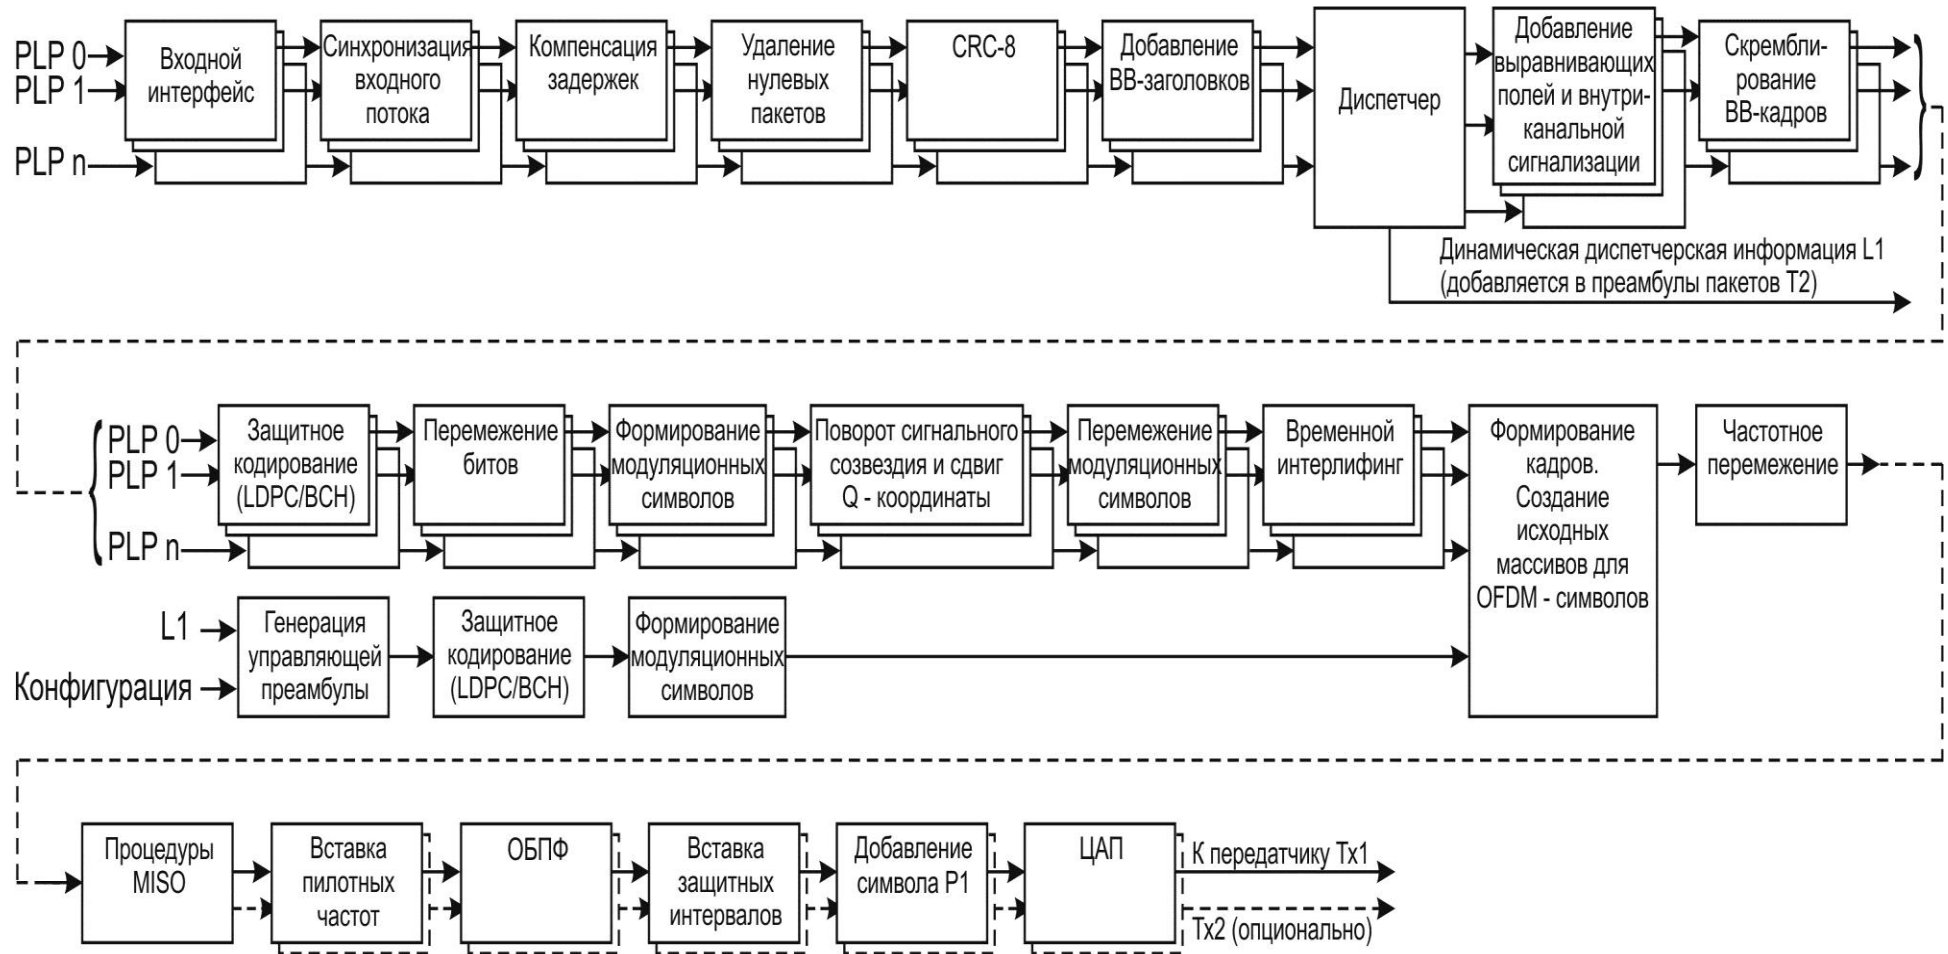 PLP 0
PLP 1
PLP n
Входной
интерфейс
Синхронизация
входного
потока
Компенсация
задержек
Удаление
нулевых
пакетов
CRC-8
Добавление
BB-заголовков
Диспетчер
Добавление
выравнивающих
полей и внутри-
канальной
сигнализации
Скрембли-
рование
BB-кадров
Динамическая диспетчерская информация L1
(добавляется в преамбулы пакетов T2)
PLP 0
PLP 1
PLP n
Защитное
кодирование
(LDPC/BCH)
Перемежение
битов
Формирование
модуляционных
символов
Поворот сигнального
созвездия и сдвиг
Q - координаты
Перемежение
модуляционных
символов
Временной
интерлифинг
Формирование
кадров.
Создание
исходных
массивов для
OFDM - символов
Частотное
перемежение
L1
Конфигурация
Генерация
управляющей
преамбулы
Защитное
кодирование
(LDPC/BCH)
Формирование
модуляционных
символов
Процедуры
MISO
Вставка
пилотных
частот
ОБПФ
Вставка
защитных
интервалов
Добавление
символа P1
ЦАП
К передатчику Tx1
Tx2 (опционально)